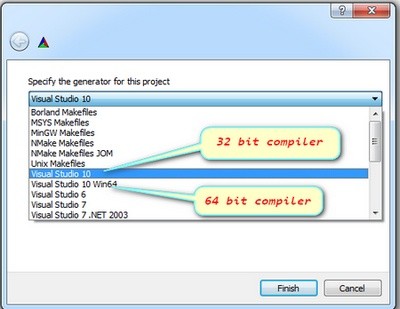 Specify the generator for this project
Visual Studio 10
Borland Makefiles
MSYS Makefiles
MinGW Makefiles
NMake Makefiles
NMake Makefiles JOM
Unix Makefiles
Visual Studio 10
Visual Studio 10 Win64
Visual Studio 6
Visual Studio 7
Visual Studio 7 .NET 2003
32 bit compiler
64 bit compiler
Finish
Cancel